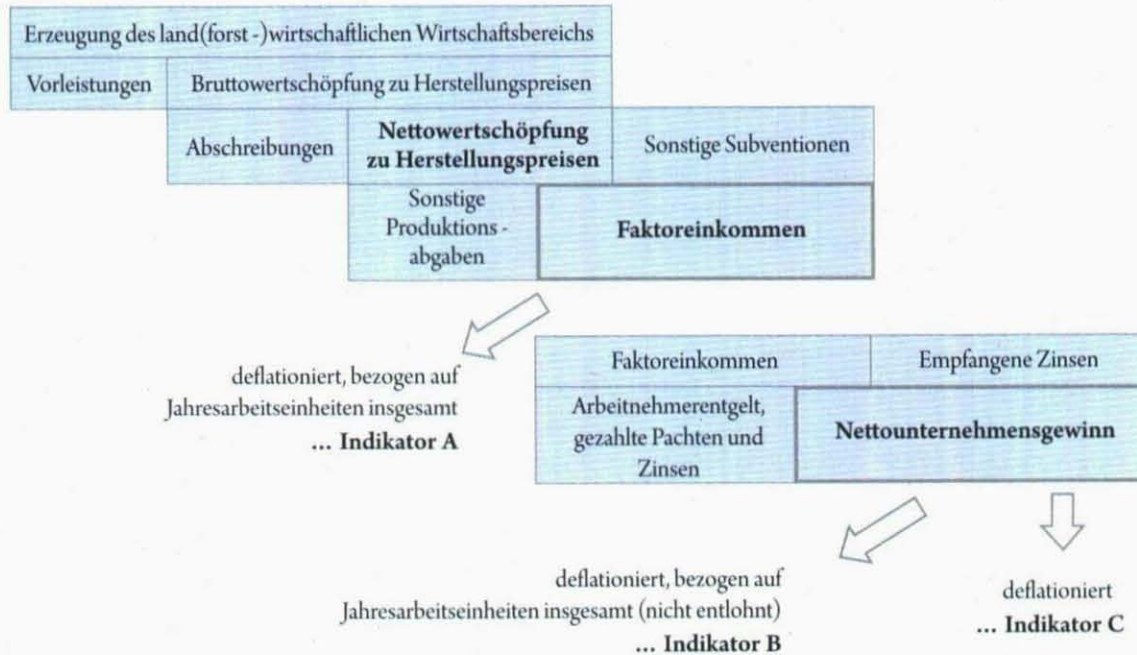 Erzeugung des land(forst -)wirtschaftlichen Wirtschaftsbereichs
Vorleistungen
Bruttowertschöpfung zu Herstellungspreisen
Abschreibungen
Nettowertschöpfung
zu Herstellungspreisen
Sonstige Subventionen
Sonstige
Produktions -
abgaben
Faktoreinkommen
deflationiert, bezogen auf
Jahresarbeitseinheiten insgesamt
... Indikator A
Faktoreinkommen
Empfangene Zinsen
Arbeitnehmerentgelt,
gezahlte Pachten und
Zinsen
Nettounternehmensgewinn
deflationiert, bezogen auf
Jahresarbeitseinheiten insgesamt (nicht entlohnt)
... Indikator B
deflationiert
... Indikator C